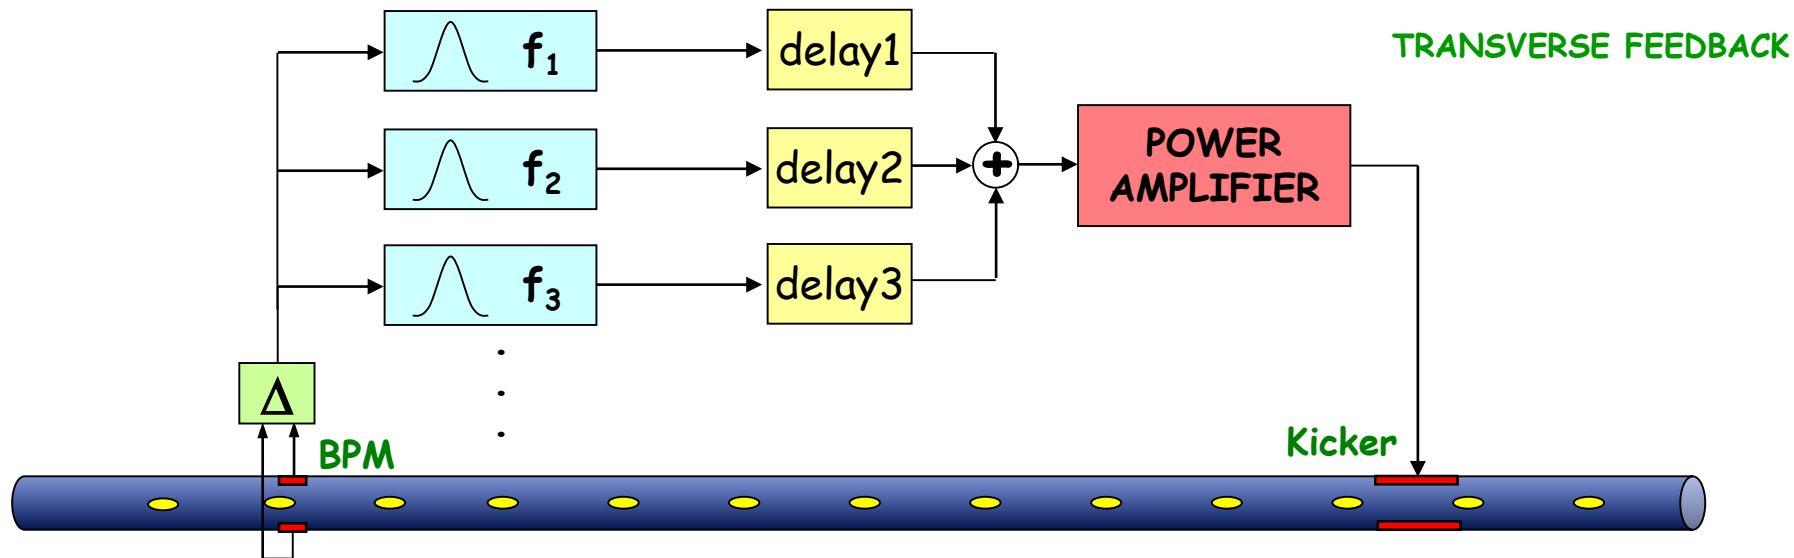 f1
delay1
TRANSVERSE FEEDBACK
f2
delay2
+
POWER
AMPLIFIER
f3
delay3
Δ
BPM
Kicker